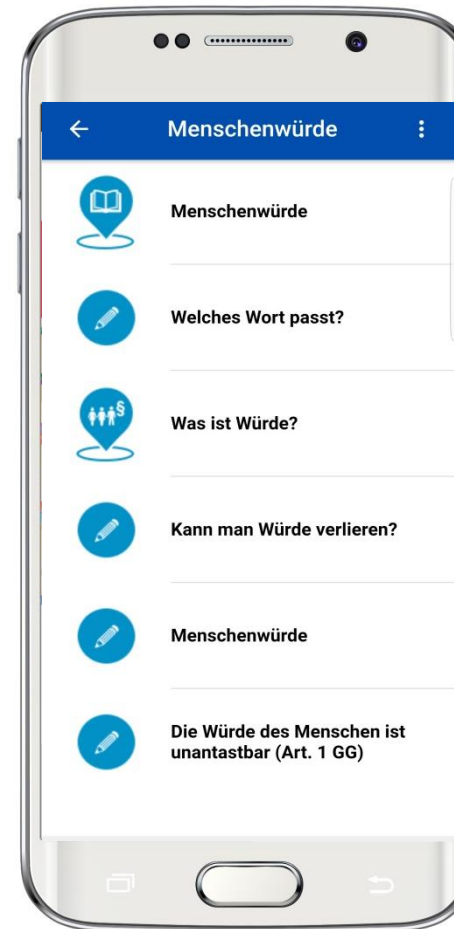 Menschenwürde
Menschenwürde
Welches Wort passt?
§
Was ist Würde?
Kann man Würde verlieren?
Menschenwürde
Die Würde des Menschen ist
unantastbar (Art. 1 GG)